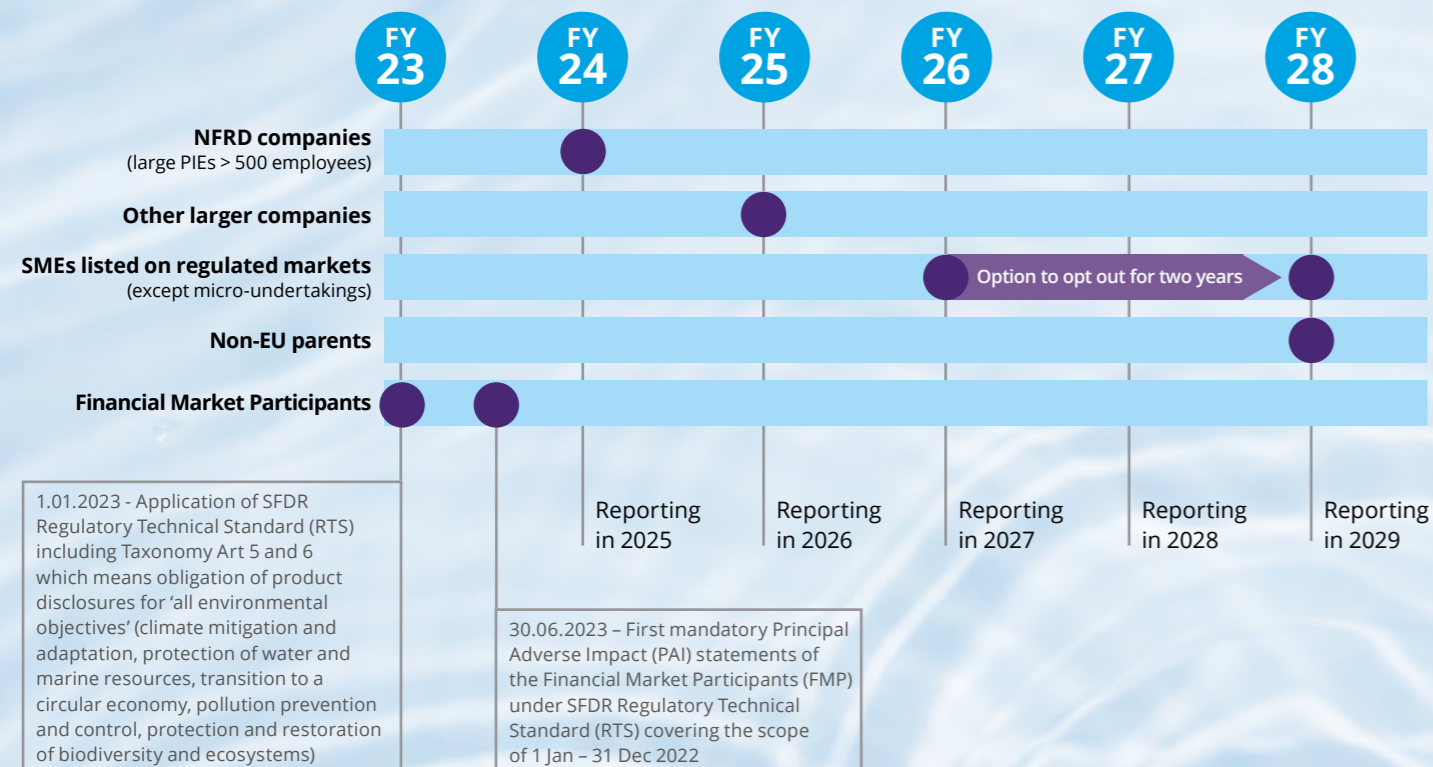 FY
23
FY
24
FY
25
FY
26
FY
27
FY
28
NFRD companies
(large PIEs > 500 employees)
Other larger companies
SMEs listed on regulated markets
(except micro-undertakings)
Option to opt out for two years
Non-EU parents
Financial Market Participants
1.01.2023 - Application of SFDR
Regulatory Technical Standard (RTS)
including Taxonomy Art 5 and 6
which means obligation of product
disclosures for ‘all environmental
objectives’ (climate mitigation and
adaptation, protection of water and
marine resources, transition to a
circular economy, pollution prevention
and control, protection and restoration
of biodiversity and ecosystems)
30.06.2023 – First mandatory Principal
Adverse Impact (PAI) statements of
the Financial Market Participants (FMP)
under SFDR Regulatory Technical
Standard (RTS) covering the scope
of 1 Jan – 31 Dec 2022
Reporting
in 2025
Reporting
in 2026
Reporting
in 2027
Reporting
in 2028
Reporting
in 2029